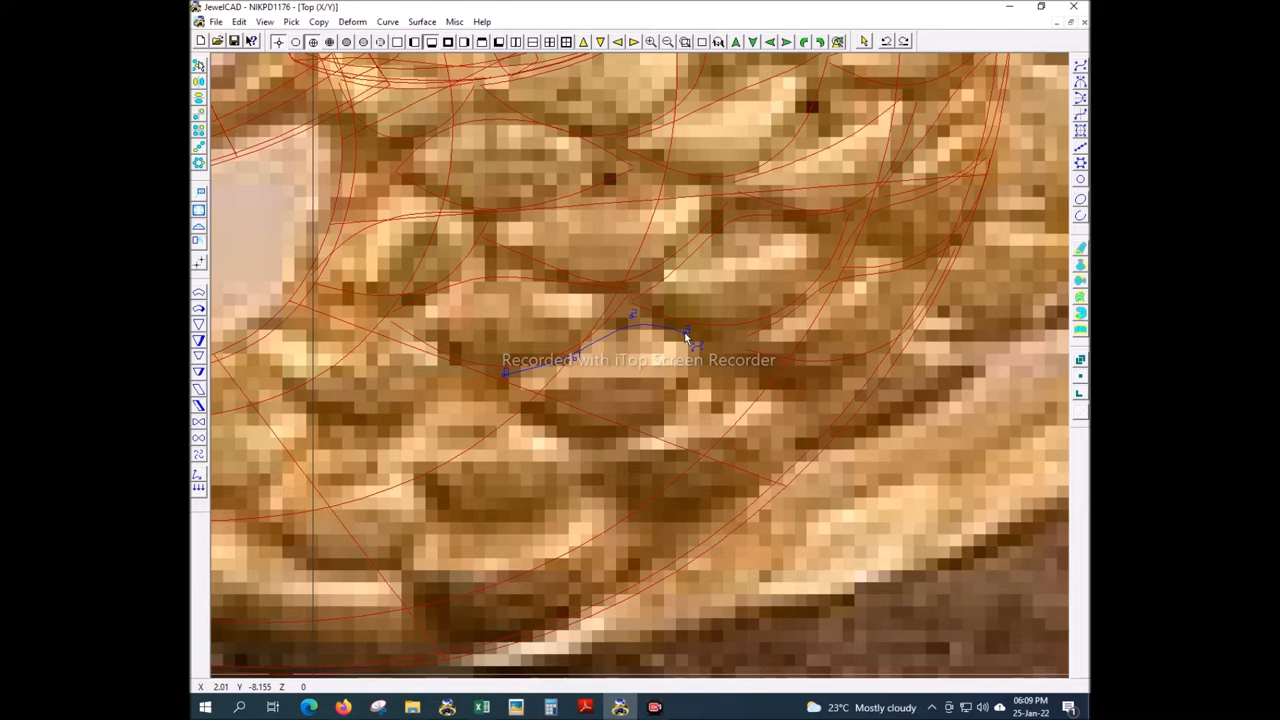 JewelCAD - NIKPD1176 - [Top (X/Y)]
File Edit View Pick Copy Deform Curve Surface Misc Help
Recorded with iTop Screen Recorder
X 2.01 Y -8.155 Z 0
23°C Mostly cloudy
06:09 PM
25-Jan-22